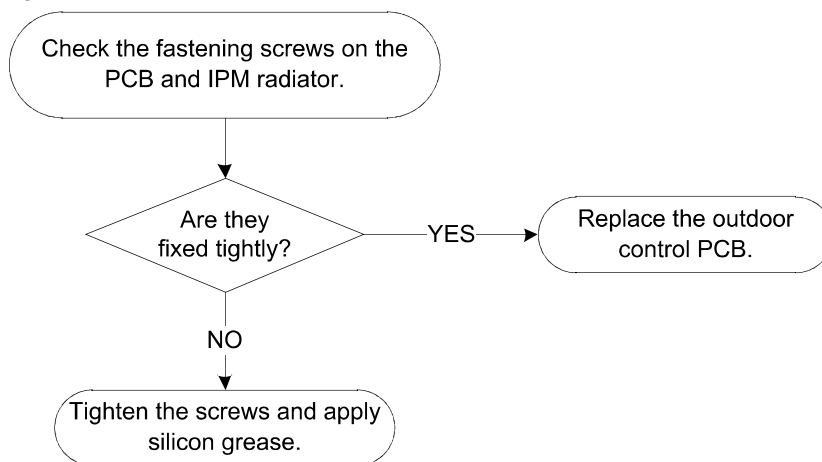 Check the fastening screws on the
PCB and IPM radiator.
Are they
fixed tightly?
YES
Replace the outdoor
control PCB.
NO
Tighten the screws and apply
silicon grease.